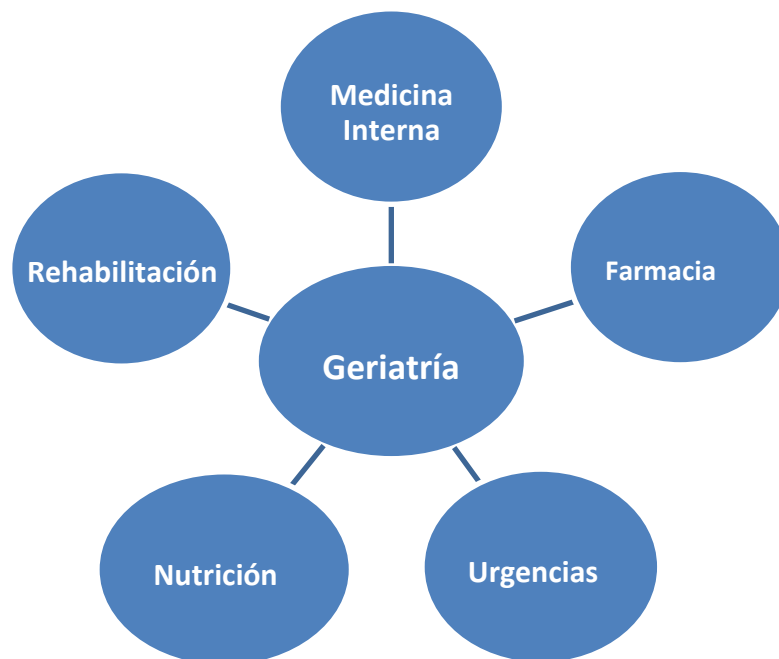 Medicina
Interna
Rehabilitación
Farmacia
Geriatría
Nutrición
Urgencias